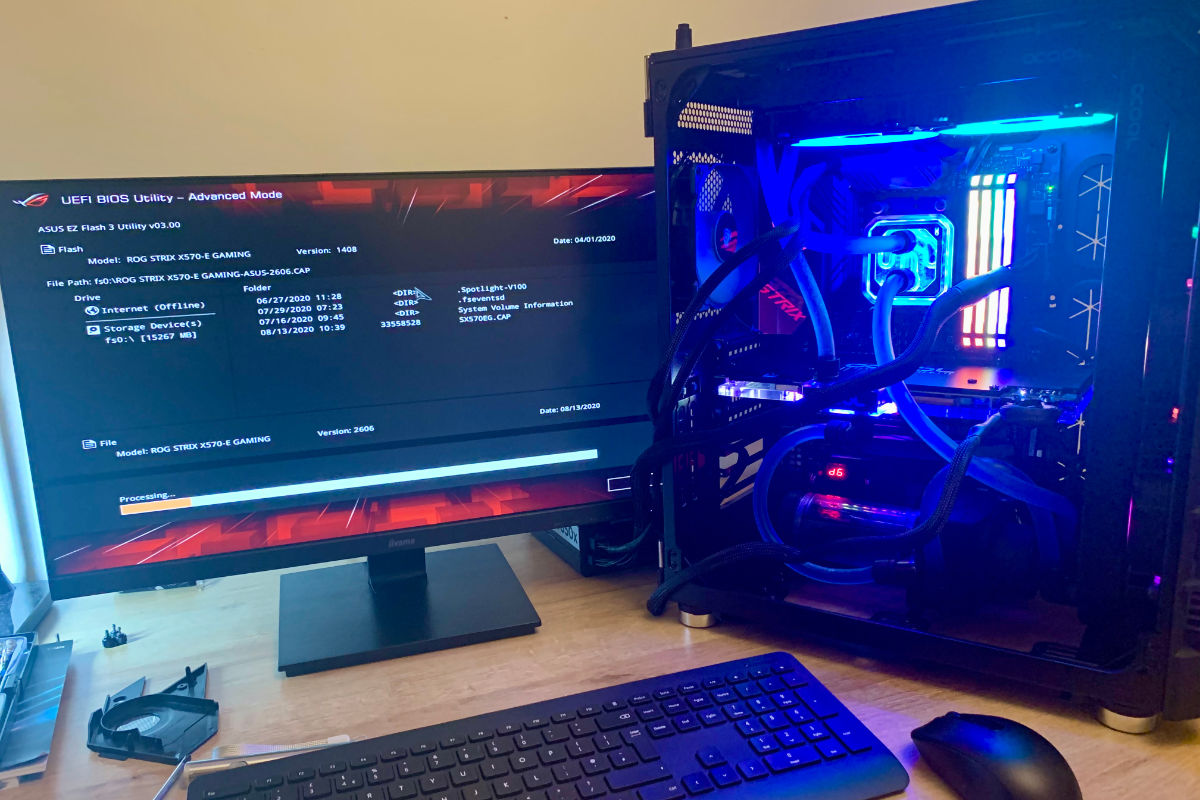 UEFI BIOS Utility – Advanced Mode
ASUS EZ Flash 3 Utility v03.00
Flash
Model: ROG STRIX X570-E GAMING Version: 1408 Date: 04/01/2020
File Path: fs0:\ROG STRIX X570-E GAMING-ASUS-2606.CAP
Drive Folder
Internet (Offline)
Storage Device(s)
fs0:\ [15267 MB]
06/27/2020 11:28 <DIR> .Spotlight-V100
07/29/2020 07:23 <DIR> .fseventsd
07/16/2020 09:45 <DIR> System Volume Information
08/13/2020 10:39 33558528 SX570EG.CAP
File
Model: ROG STRIX X570-E GAMING Version: 2606 Date: 08/13/2020
Processing...
iiyama
STRIX